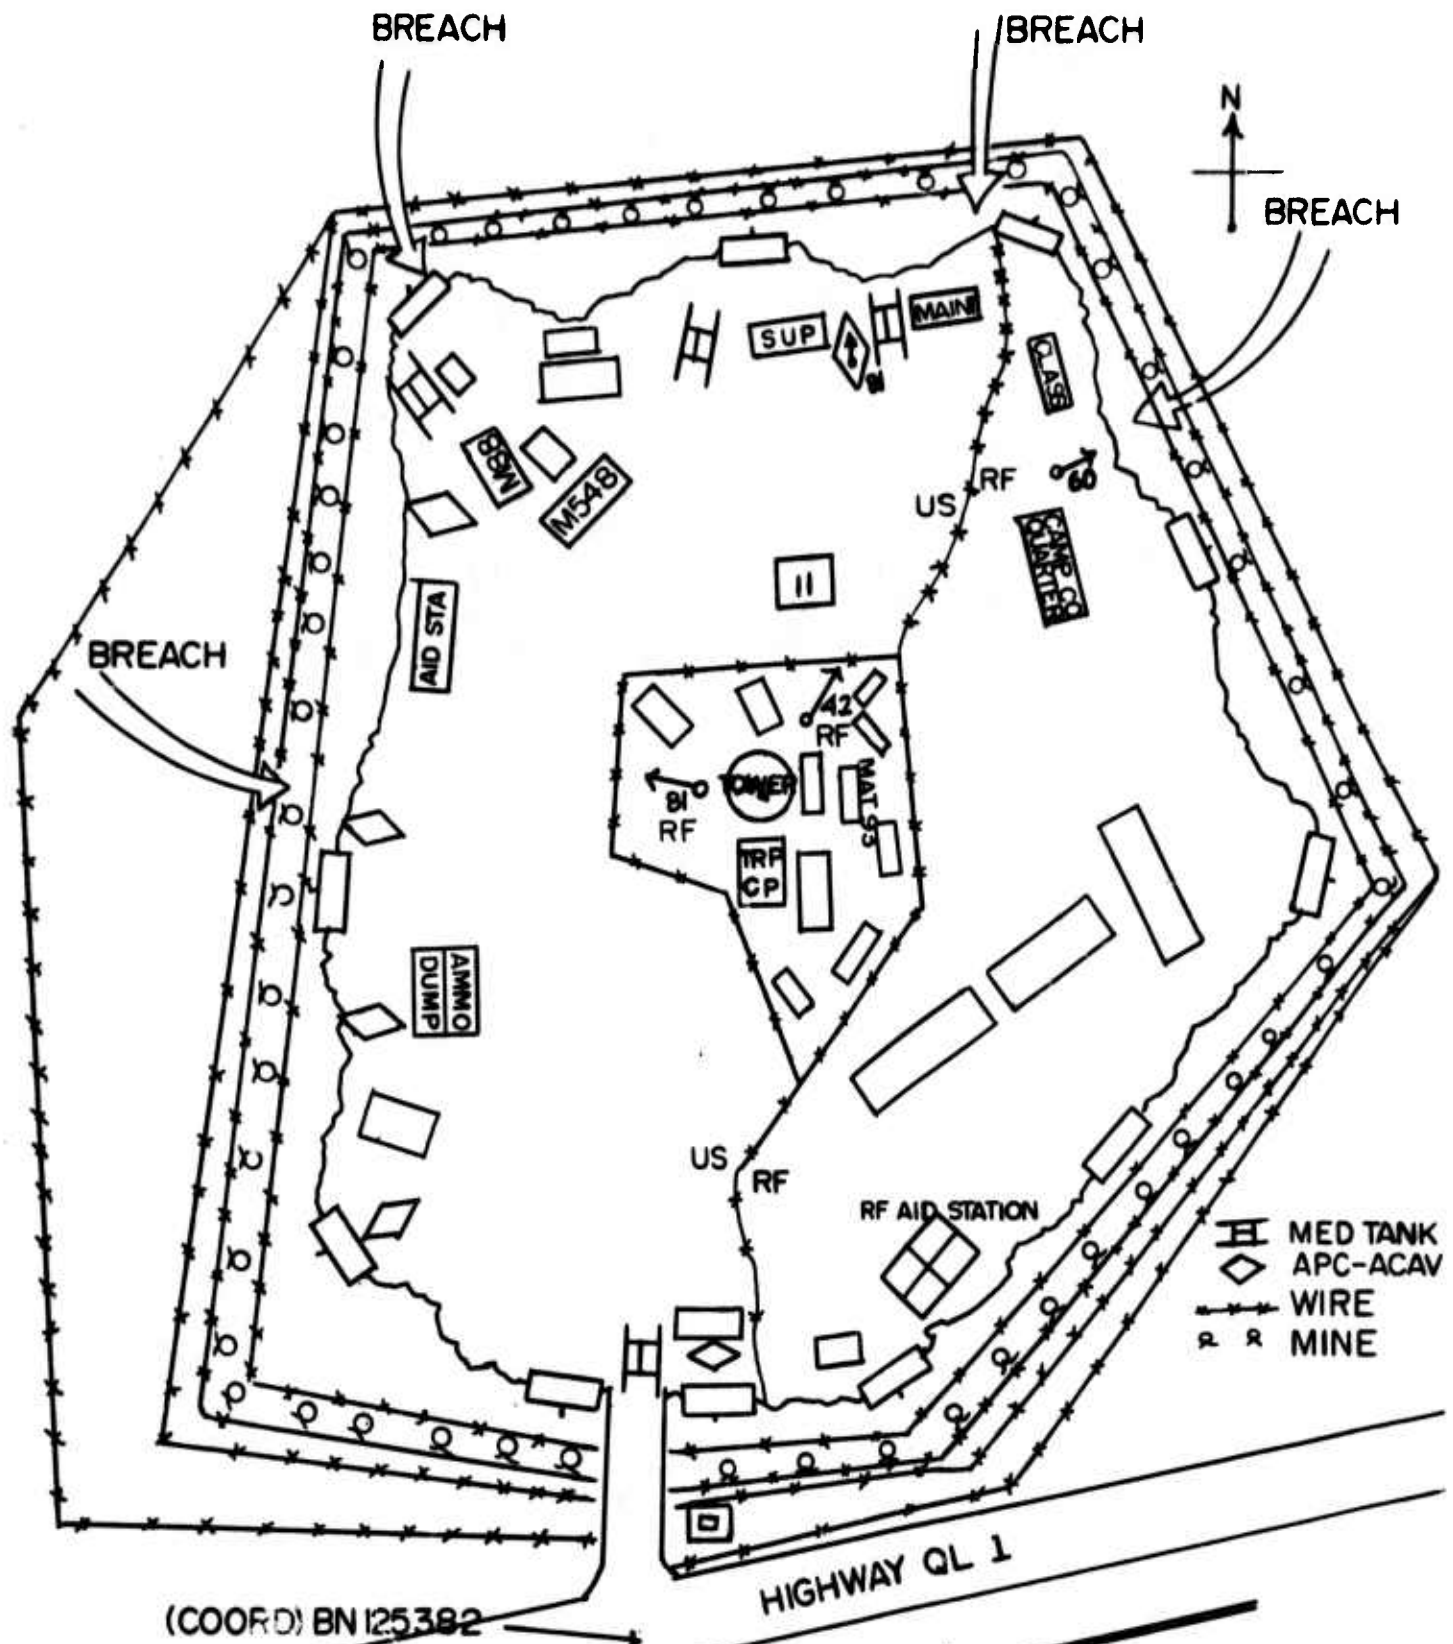 BREACH
BREACH
N
BREACH
MAIN
SUP
81
CLASS
M88
M548
RF
60
US
CAMP CO
QUARTER
II
AID STA
BREACH
42
RF
TOWER
81
RF
MAT 93
TRP
CP
AMMO
DUMP
US
RF
RF AID STATION
MED TANK
APC-ACAV
WIRE
MINE
HIGHWAY QL 1
(COORD) BN 125382